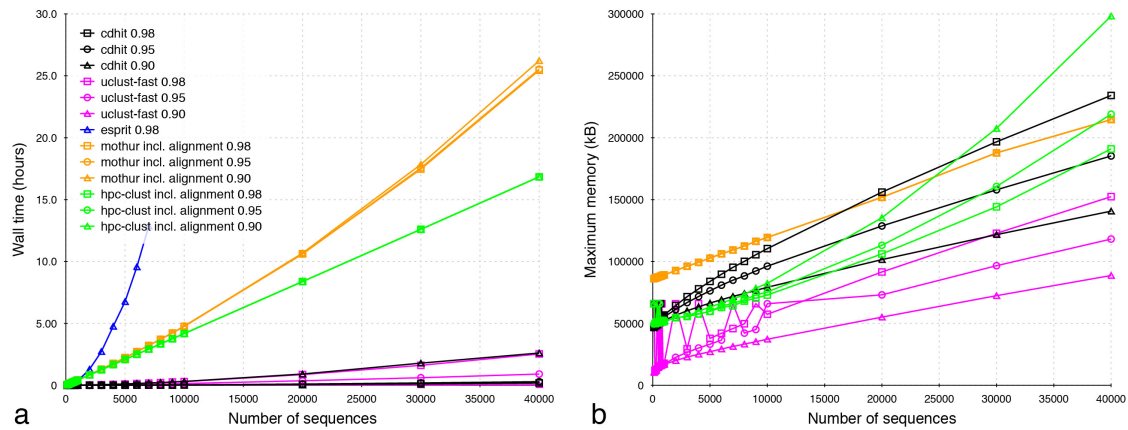 30.0
25.0
20.0
15.0
10.0
5.00
0
0 5000 10000 15000 20000 25000 30000 35000 40000
Wall time (hours)
Number of sequences
cdhit 0.98
cdhit 0.95
cdhit 0.90
uclust-fast 0.98
uclust-fast 0.95
uclust-fast 0.90
esprit 0.98
mothur incl. alignment 0.98
mothur incl. alignment 0.95
mothur incl. alignment 0.90
hpc-clust incl. alignment 0.98
hpc-clust incl. alignment 0.95
hpc-clust incl. alignment 0.90
a
300000
250000
200000
150000
100000
50000
0
0 5000 10000 15000 20000 25000 30000 35000 40000
Maximum memory (kB)
Number of sequences
b